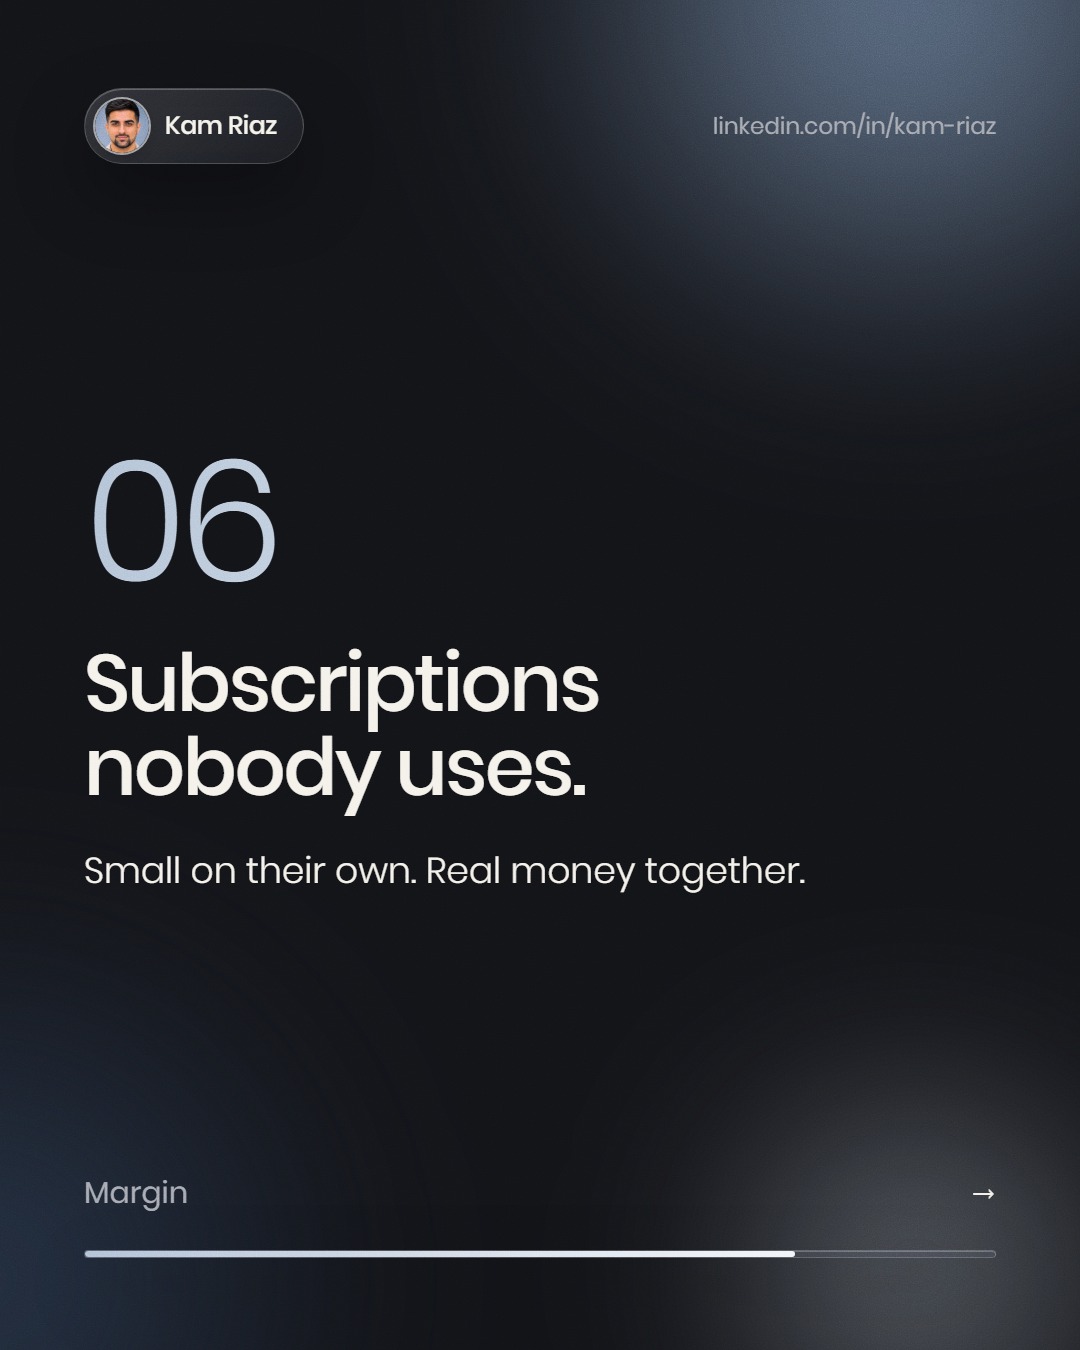 Kam Riaz
linkedin.com/in/kam-riaz
06
Subscriptions
nobody uses.
Small on their own. Real money together.
Margin
→